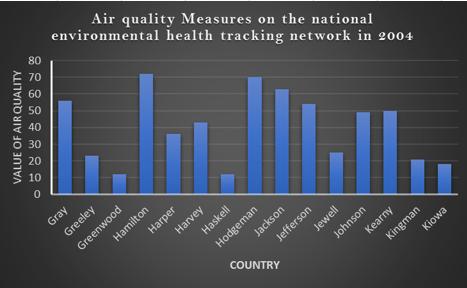 Air quality Measures on the national
environmental health tracking network in 2004
VALUE OF AIR QUALITY
80
70
60
50
40
30
20
10
0
Gray
Greeley
Greenwood
Hamilton
Harper
Harvey
Haskell
Hodgeman
Jackson
Jefferson
Jewell
Johnson
Kearny
Kingman
Kiowa
COUNTRY